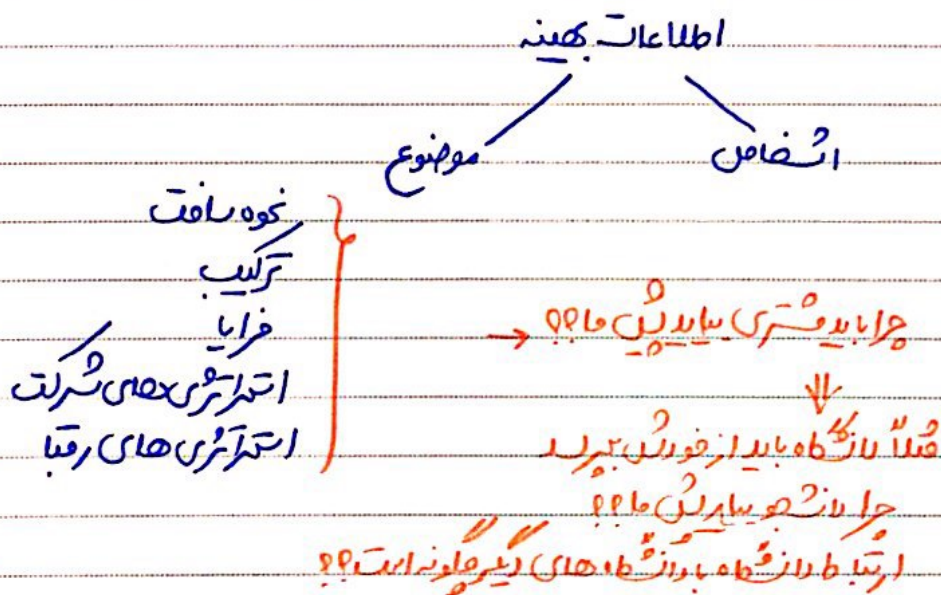 اطلاعات بهینه
اشخاص
موضوع
نحوه ساخت
ترکیب
مزایا
استراتژی های شرکت
استراتژی های رقبا
چرا باید مشتری بیاید پیش ما؟؟
مثلاً دانشگاه باید از خودش بپرسد
چرا دانشجو بیاید پیش ما؟؟
ارتباط دانشگاه با دانشگاه های دیگر چگونه است؟؟